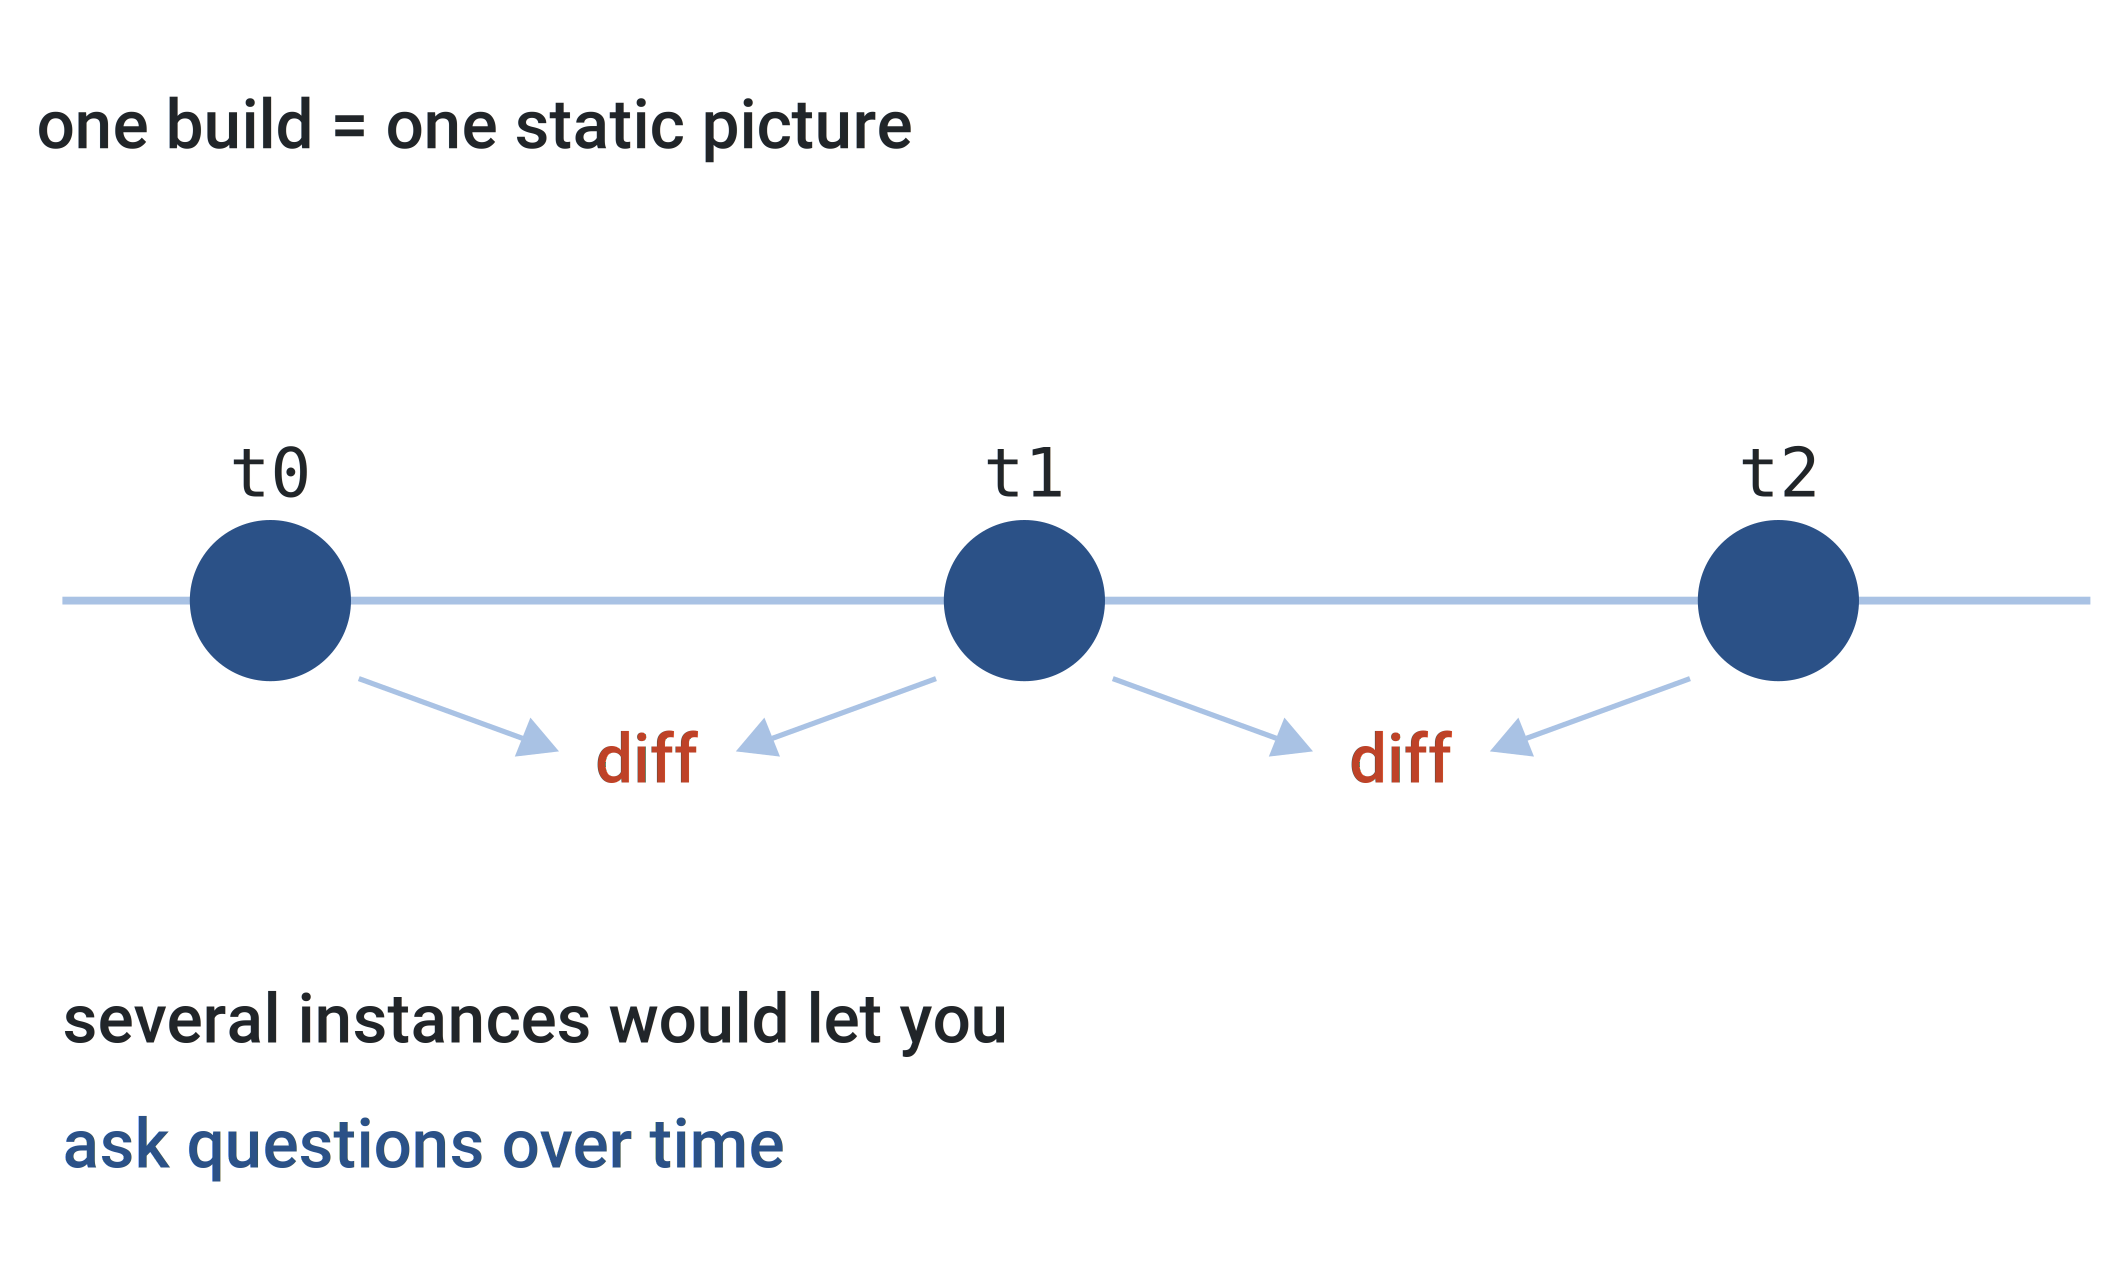 one build = one static picture
t0 t1 t2
diff diff
several instances would let you
ask questions over time